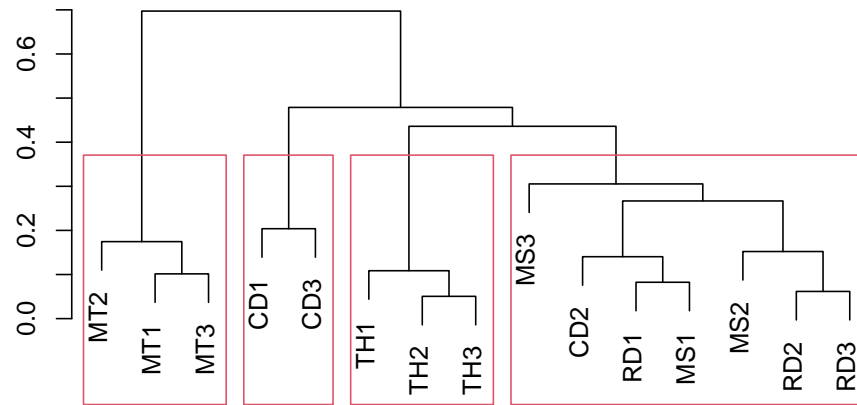 0.6
0.4
0.2
0.0
MT2
MT1
MT3
CD1
CD3
TH1
TH2
TH3
MS3
CD2
RD1
MS1
MS2
RD2
RD3